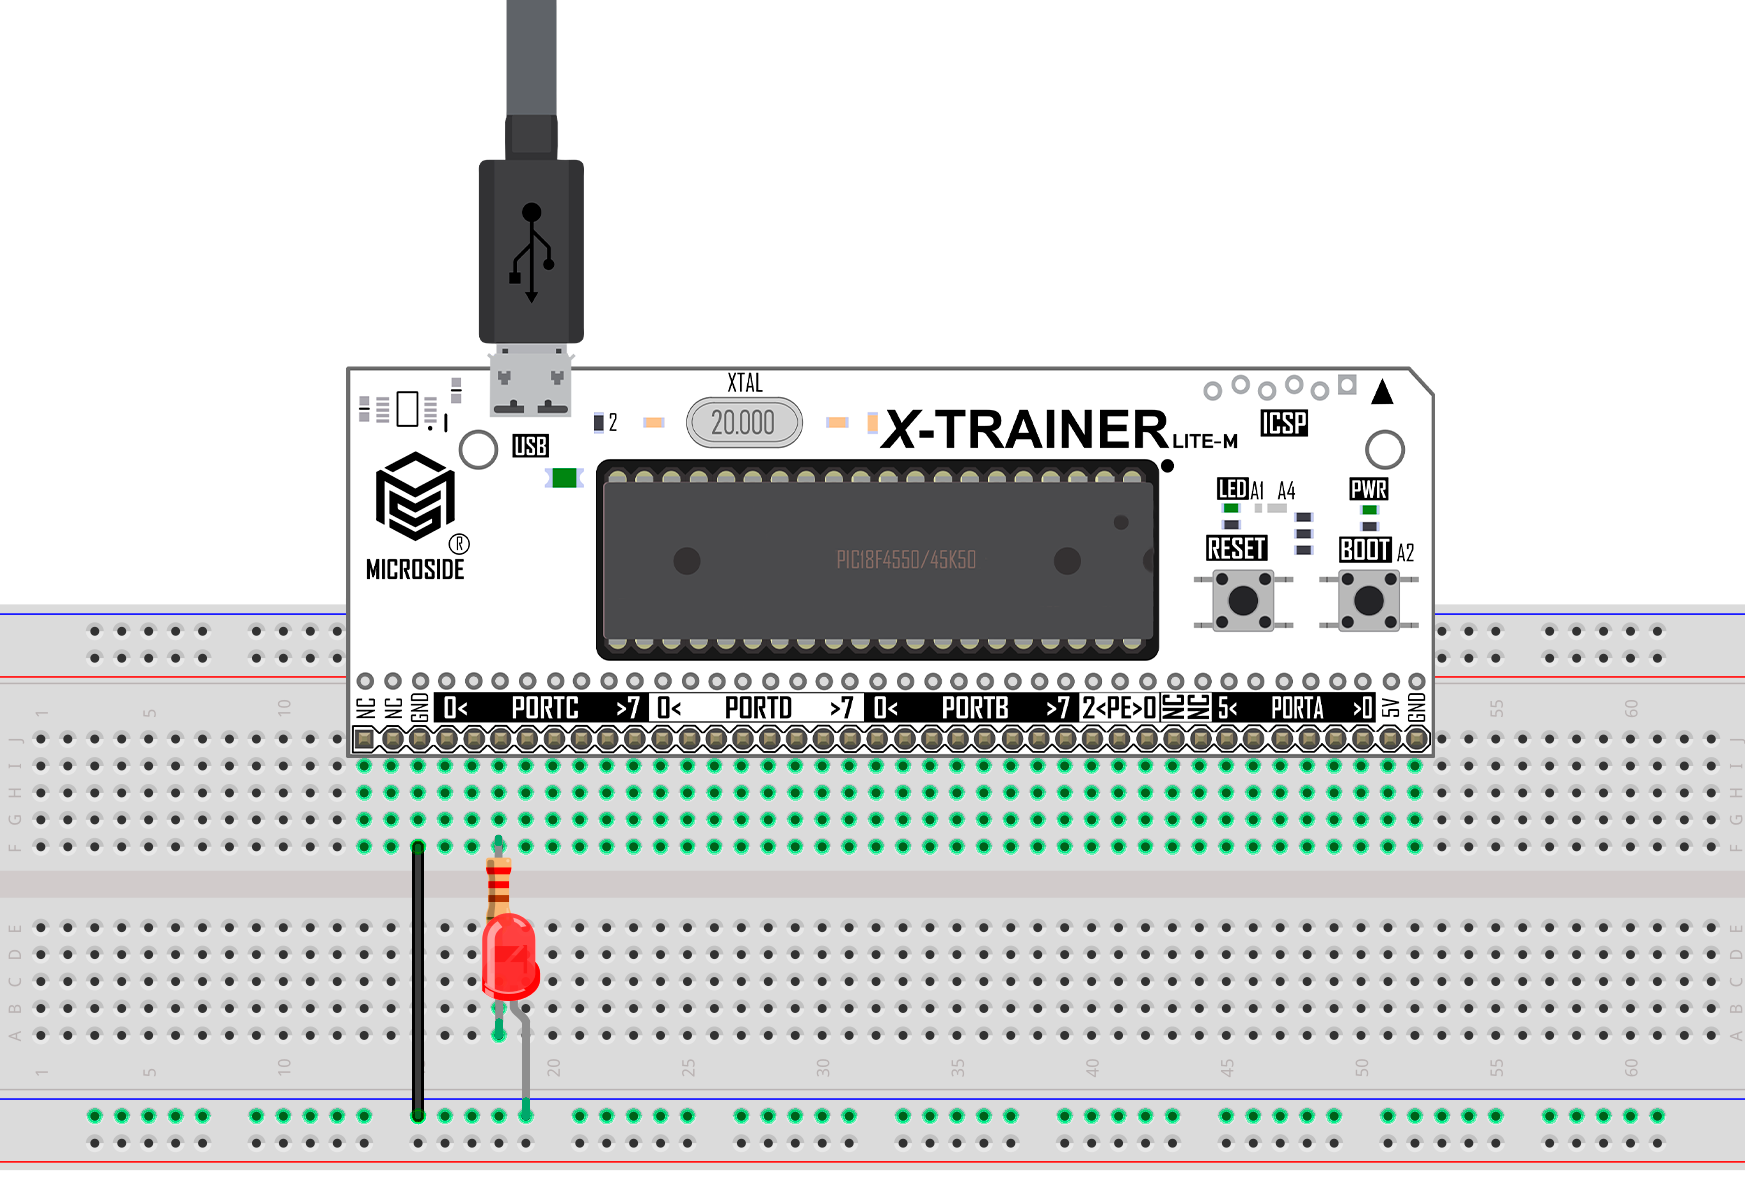 XTAL
20.000
2
X-TRAINER LITE-M
ICSP
USB
LED A1 A4
PWR
MICROSIDE ®
RESET
BOOT A2
PIC18F4550/45K50
NC NC GND 0< PORTC >7 0< PORTD >7 0< PORTB >7 2<PE>0 NC NC 5< PORTA >0 5V GND
1 5 10 55 60
J J
I I
H H
G G
F F
E E
D D
C C
B B
A A
1 5 10 20 25 30 35 40 45 50 55 60